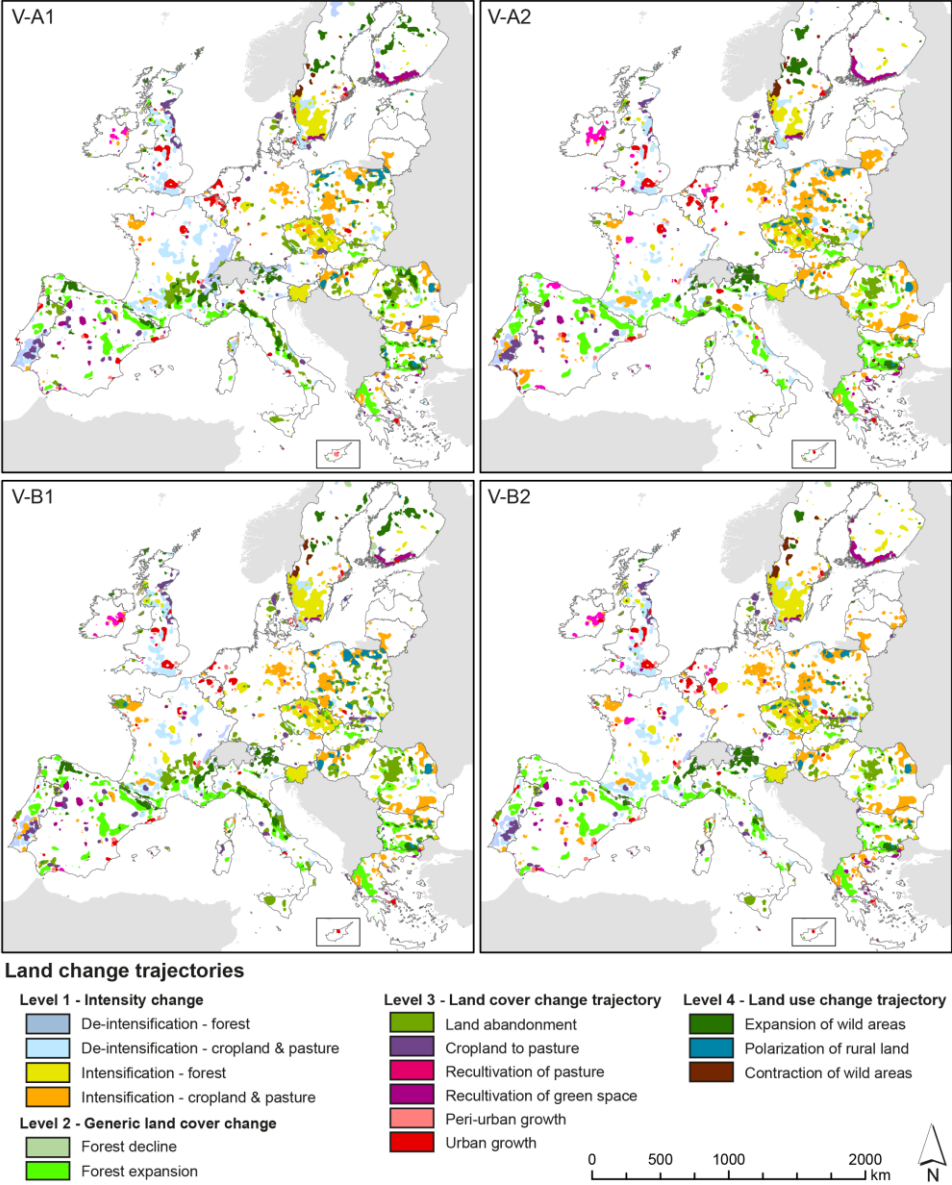 V-A1
V-A2
V-B1
V-B2
Land change trajectories
Level 1 - Intensity change
De-intensification - forest
De-intensification - cropland & pasture
Intensification - forest
Intensification - cropland & pasture
Level 2 - Generic land cover change
Forest decline
Forest expansion
Level 3 - Land cover change trajectory
Land abandonment
Cropland to pasture
Recultivation of pasture
Recultivation of green space
Peri-urban growth
Urban growth
Level 4 - Land use change trajectory
Expansion of wild areas
Polarization of rural land
Contraction of wild areas
0 500 1000 2000
km
N